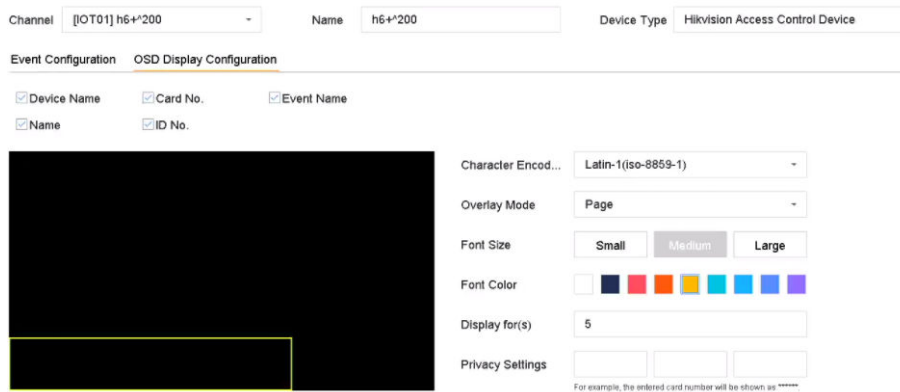 Channel [IOT01] h6+^200 Name h6+^200 Device Type Hikvision Access Control Device
Event Configuration OSD Display Configuration
Device Name Card No. Event Name
Name ID No.
Character Encod... Latin-1(iso-8859-1)
Overlay Mode Page
Font Size Small Medium Large
Font Color
Display for(s) 5
Privacy Settings
For example, the entered card number will be shown as "*****".